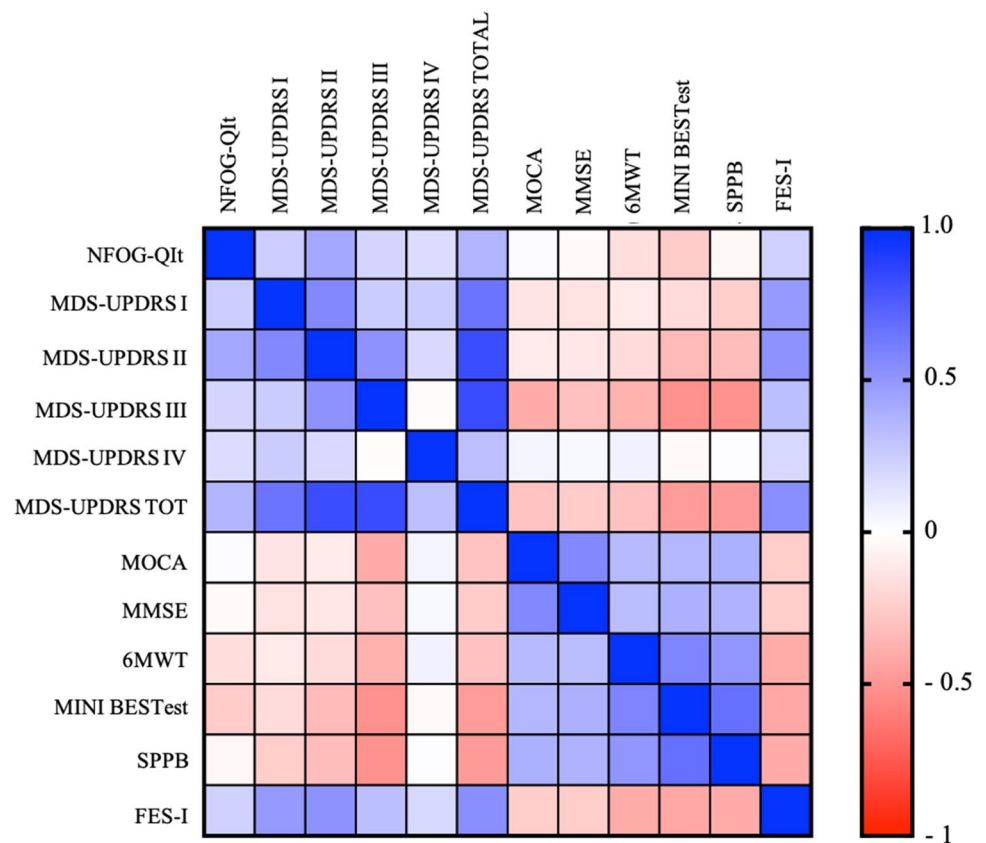 NFOG-QIt
MDS-UPDRS I
MDS-UPDRS II
MDS-UPDRS III
MDS-UPDRS IV
MDS-UPDRS TOTAL
MOCA
MMSE
6MWT
MINI BESTest
SPPB
FES-I
NFOG-QIt
MDS-UPDRS I
MDS-UPDRS II
MDS-UPDRS III
MDS-UPDRS IV
MDS-UPDRS TOT
MOCA
MMSE
6MWT
MINI BESTest
SPPB
FES-I
1.0
0.5
0
- 0.5
- 1